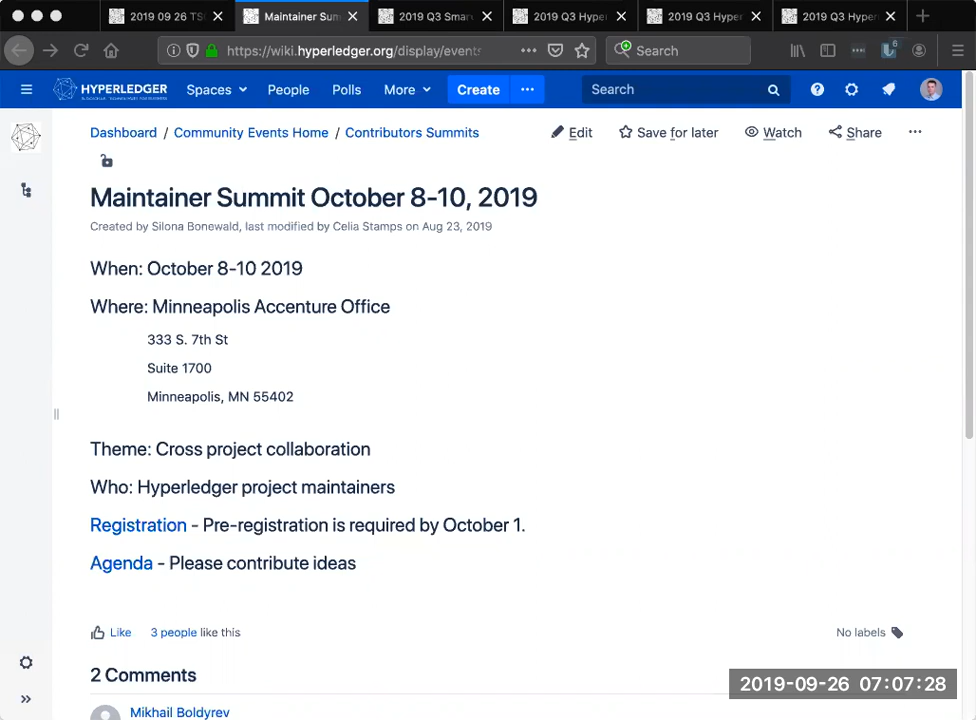 2019 09 26 TS
Maintainer Sum
2019 Q3 Smar
2019 Q3 Hyper
2019 Q3 Hyper
2019 Q3 Hyper
https://wiki.hyperledger.org/display/events
Search
HYPERLEDGER
Spaces People Polls More Create Search
Dashboard / Community Events Home / Contributors Summits
Edit Save for later Watch Share
Maintainer Summit October 8-10, 2019
Created by Silona Bonewald, last modified by Celia Stamps on Aug 23, 2019
When: October 8-10 2019
Where: Minneapolis Accenture Office
333 S. 7th St
Suite 1700
Minneapolis, MN 55402
Theme: Cross project collaboration
Who: Hyperledger project maintainers
Registration - Pre-registration is required by October 1.
Agenda - Please contribute ideas
Like 3 people like this No labels
2 Comments
2019-09-26 07:07:28
Mikhail Boldyrev